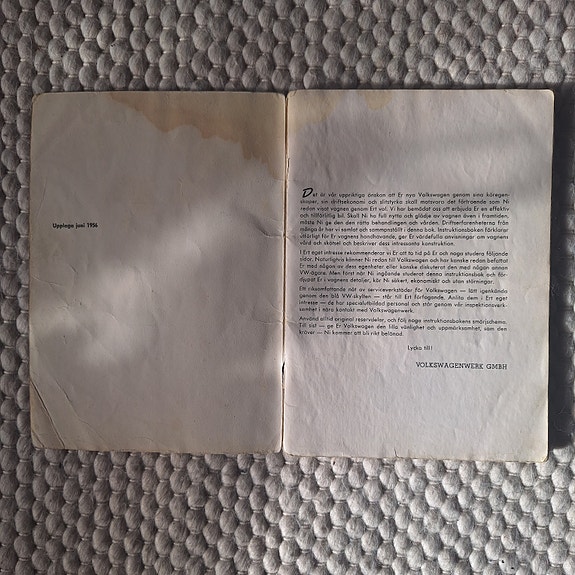 Upplaga juni 1956
Det är vår uppriktiga önskan att Er nya Volkswagen genom sina köregen-
skaper, sin driftsekonomi och slitstyrka skall motsvara det förtroende som Ni
redan visat vagnen genom Ert val. Vi har bemödat oss att erbjuda Er en effektiv
och tillförlitlig bil. Skall Ni ha full nytta och glädje av vagnen även i framtiden,
måste Ni ge den den rätta behandlingen och vården. Driftserfarenheterna från
många år har vi samlat och sammanställt i denna bok. Instruktionsboken förklarar
utförligt för Er vagnens handhavande, ger Er värdefulla anvisningar om vagnens
vård och skötsel och beskriver dess intressanta konstruktion.
I Ert eget intresse rekommenderar vi Er att ta tid på Er och noga studera följande
sidor. Naturligtvis känner Ni redan till Volkswagen och har kanske redan befattat
Er med någon av dess egenheter eller kanske diskuterat den med någon annan
VW-ägare. Men först när Ni ingående studerat denna instruktionsbok och för-
djupat Er i vagnens detaljer, kör Ni säkert, ekonomiskt och utan störningar.
Ett riksomfattande nät av serviceverkstäder för Volkswagen — lätt igenkända
genom den blå VW-skylten — står till Ert förfogande. Anlita dem i Ert eget
intresse — de har specialutbildad personal och står genom vår inspektionsverk-
samhet i nära kontakt med Volkswagenwerk.
Använd alltid original reservdelar, och följ noga instruktionsbokens smörjschema.
Till sist — ge Er Volkswagen den lilla vänlighet och uppmärksamhet, som den
kräver — Ni kommer att bli rikt belönad.
Lycka till!
VOLKSWAGENWERK GMBH